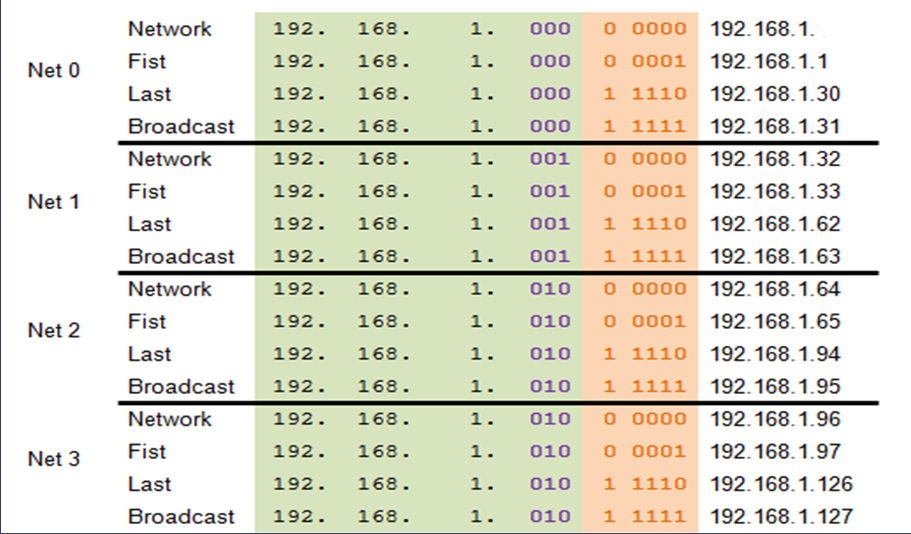 Network 192. 168. 1. 000 0 0000 192.168.1.
Net 0
Fist 192. 168. 1. 000 0 0001 192.168.1.1
Last 192. 168. 1. 000 1 1110 192.168.1.30
Broadcast 192. 168. 1. 000 1 1111 192.168.1.31
Network 192. 168. 1. 001 0 0000 192.168.1.32
Net 1
Fist 192. 168. 1. 001 0 0001 192.168.1.33
Last 192. 168. 1. 001 1 1110 192.168.1.62
Broadcast 192. 168. 1. 001 1 1111 192.168.1.63
Network 192. 168. 1. 010 0 0000 192.168.1.64
Net 2
Fist 192. 168. 1. 010 0 0001 192.168.1.65
Last 192. 168. 1. 010 1 1110 192.168.1.94
Broadcast 192. 168. 1. 010 1 1111 192.168.1.95
Network 192. 168. 1. 010 0 0000 192.168.1.96
Net 3
Fist 192. 168. 1. 010 0 0001 192.168.1.97
Last 192. 168. 1. 010 1 1110 192.168.1.126
Broadcast 192. 168. 1. 010 1 1111 192.168.1.127